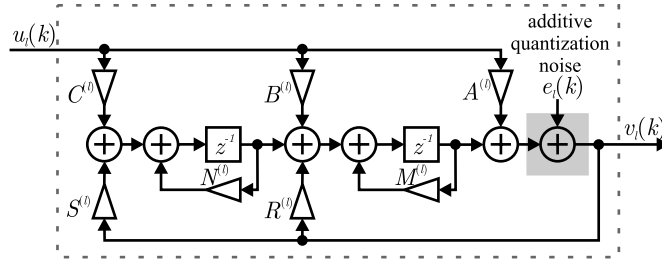 additive
quantization
noise
u_l(k)
e_l(k)
C^(l)
B^(l)
A^(l)
v_l(k)
+ + z^-1 + + z^-1 + +
N^(l)
M^(l)
S^(l)
R^(l)